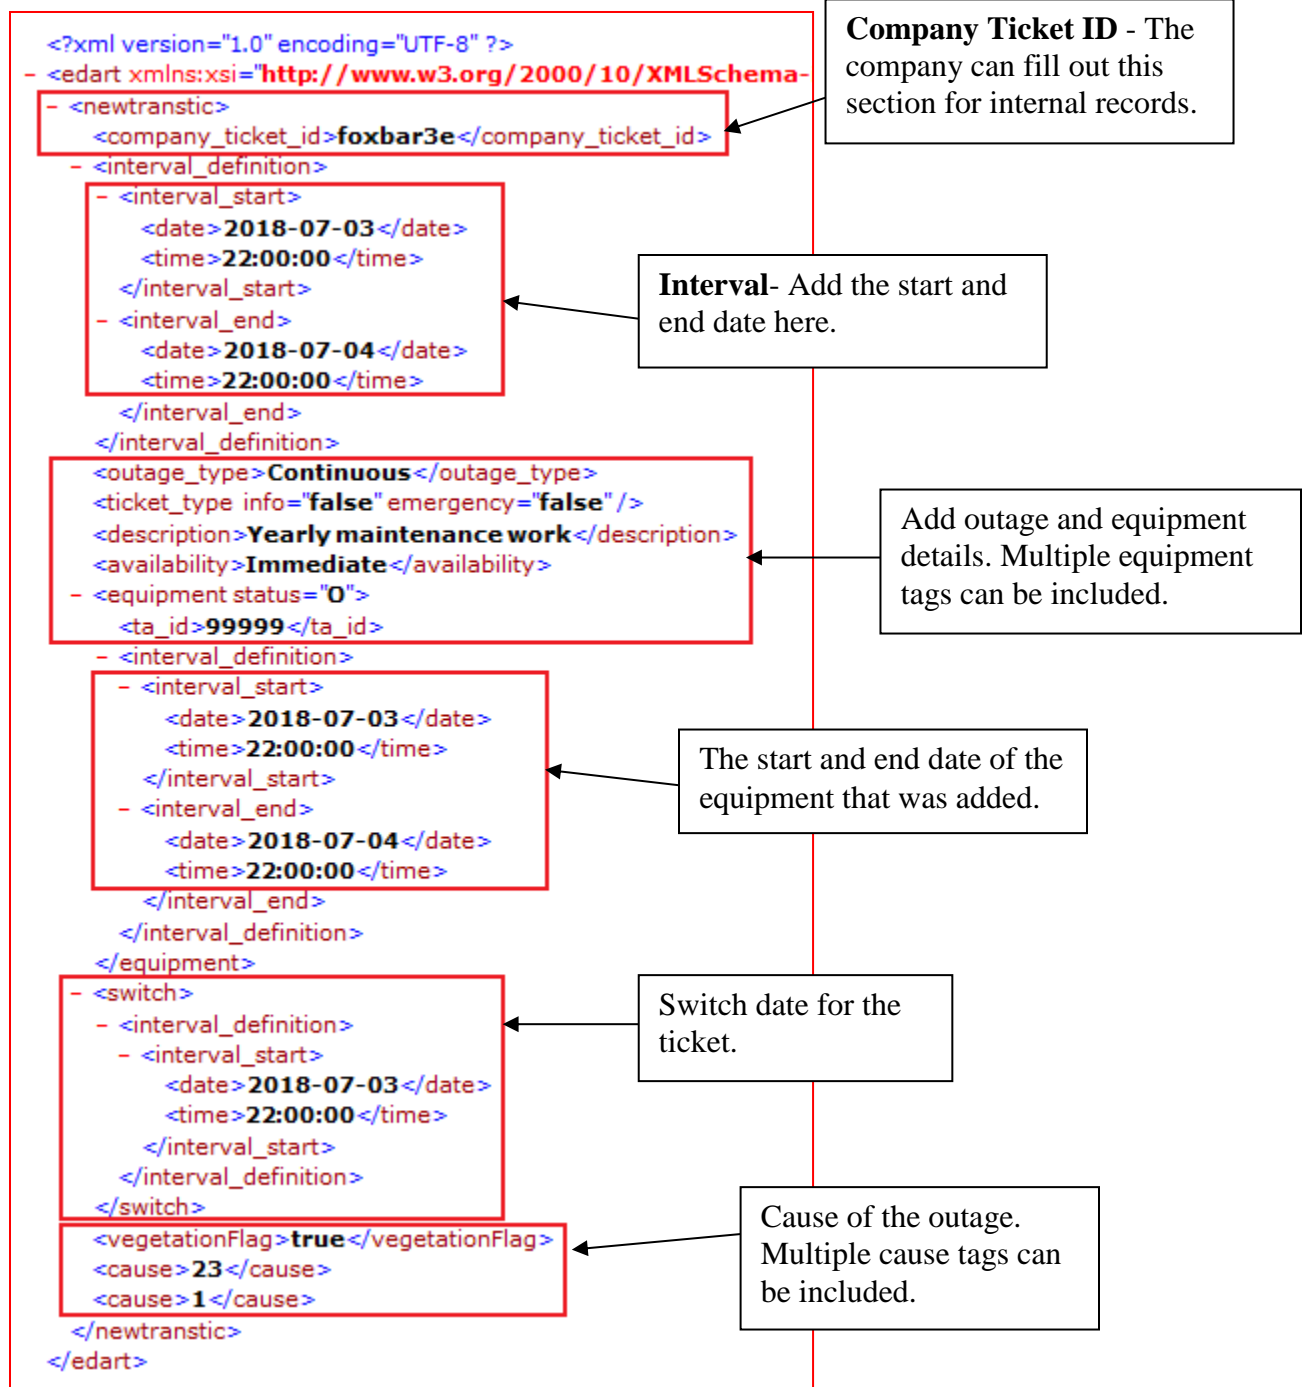 <?xml version="1.0" encoding="UTF-8" ?>
– <edart xmlns:xsi="http://www.w3.org/2000/10/XMLSchema-
– <newtranstic>
<company_ticket_id>foxbar3e</company_ticket_id>
– <interval_definition>
– <interval_start>
<date>2018-07-03</date>
<time>22:00:00</time>
</interval_start>
– <interval_end>
<date>2018-07-04</date>
<time>22:00:00</time>
</interval_end>
</interval_definition>
<outage_type>Continuous</outage_type>
<ticket_type info="false" emergency="false" />
<description>Yearly maintenance work</description>
<availability>Immediate</availability>
– <equipment status="O">
<ta_id>99999</ta_id>
– <interval_definition>
– <interval_start>
<date>2018-07-03</date>
<time>22:00:00</time>
</interval_start>
– <interval_end>
<date>2018-07-04</date>
<time>22:00:00</time>
</interval_end>
</interval_definition>
</equipment>
– <switch>
– <interval_definition>
– <interval_start>
<date>2018-07-03</date>
<time>22:00:00</time>
</interval_start>
</interval_definition>
</switch>
<vegetationFlag>true</vegetationFlag>
<cause>23</cause>
<cause>1</cause>
</newtranstic>
</edart>
Company Ticket ID - The
company can fill out this
section for internal records.
Interval- Add the start and
end date here.
Add outage and equipment
details. Multiple equipment
tags can be included.
The start and end date of the
equipment that was added.
Switch date for the
ticket.
Cause of the outage.
Multiple cause tags can
be included.